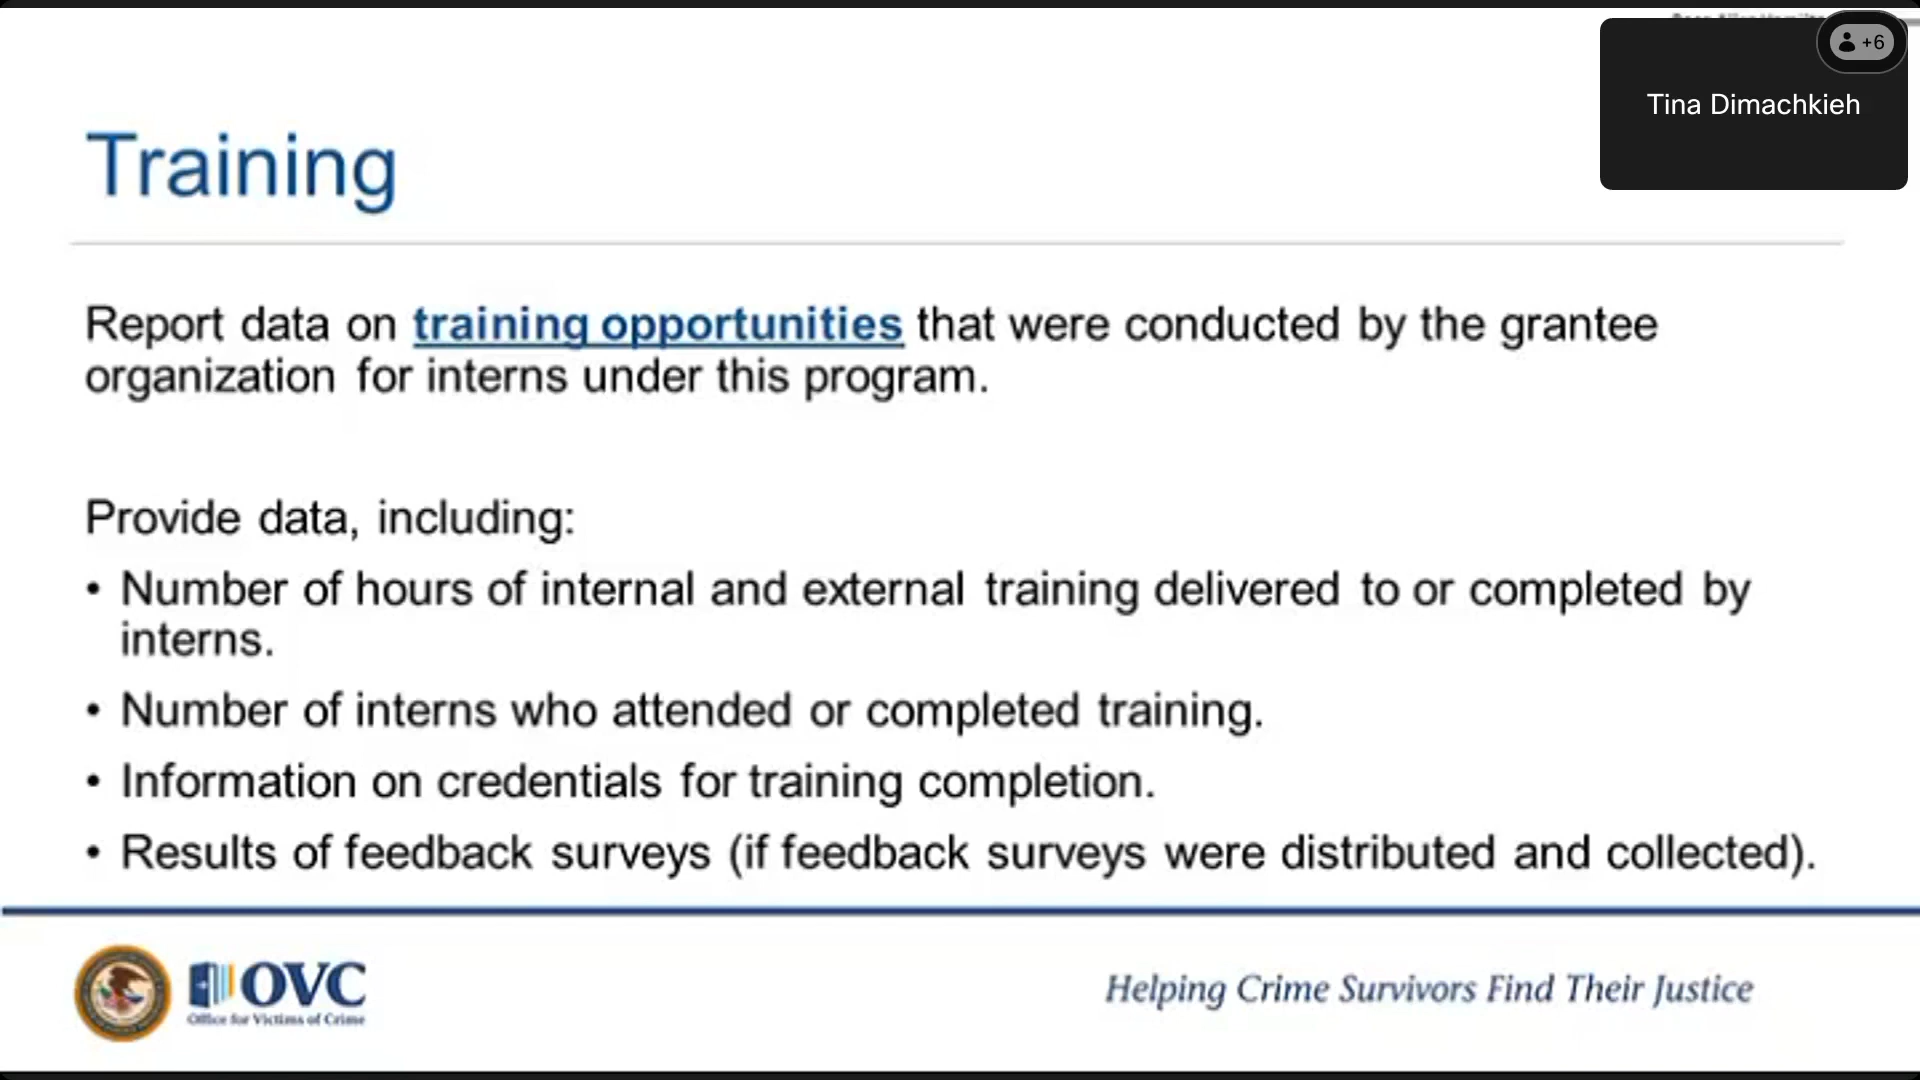 +6
Tina Dimachkieh
Training
Report data on training opportunities that were conducted by the grantee
organization for interns under this program.
Provide data, including:
• Number of hours of internal and external training delivered to or completed by
interns.
• Number of interns who attended or completed training.
• Information on credentials for training completion.
• Results of feedback surveys (if feedback surveys were distributed and collected).
OVC
Office for Victims of Crime
Helping Crime Survivors Find Their Justice